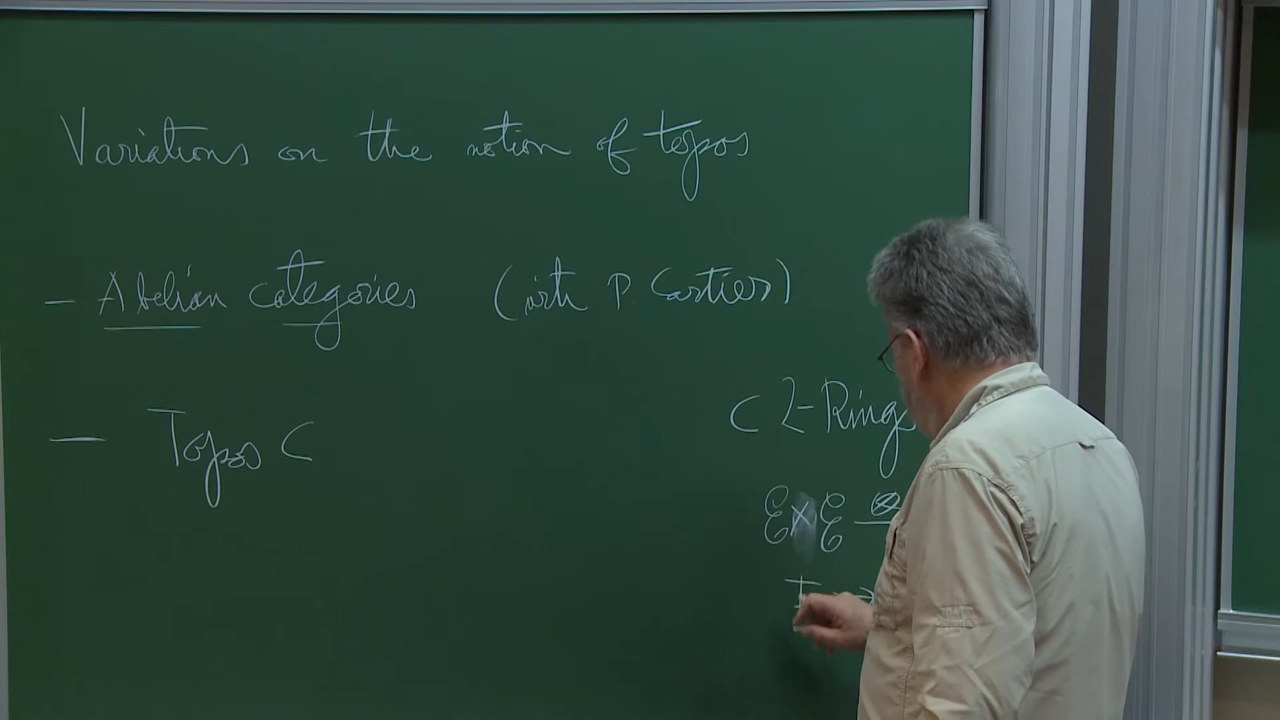 Variations on the notion of topos
- Abelian categories (with P. Cartier)
C 2-Rings
— Topos C
E × E ⊗
I →